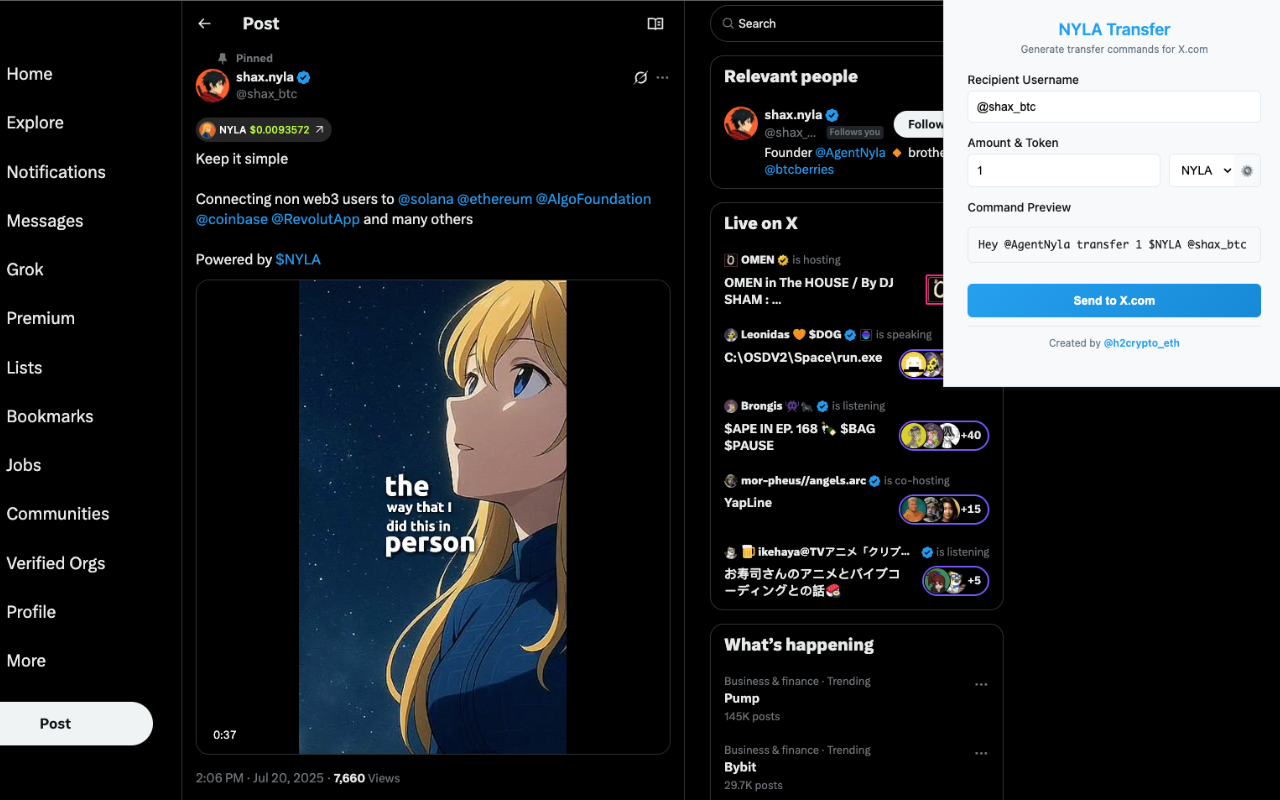 Home
Explore
Notifications
Messages
Grok
Premium
Lists
Bookmarks
Jobs
Communities
Verified Orgs
Profile
More
Post
Post
Pinned
shax.nyla
@shax_btc
NYLA $0.0093572
Keep it simple
Connecting non web3 users to @solana @ethereum @AlgoFoundation
@coinbase @RevolutApp and many others
Powered by $NYLA
the
way that I
did this in
person
0:37
2:06 PM · Jul 20, 2025 · 7,660 Views
Search
Relevant people
shax.nyla
@shax_... Follows you
Follow
Founder @AgentNyla 🔸 brothe
@btcberries
Live on X
OMEN is hosting
OMEN in The HOUSE / By DJ
SHAM : ...
Leonidas 🧡 $DOG is speaking
C:\OSDV2\Space\run.exe
Brongis is listening
$APE IN EP. 168 🍾 $BAG
$PAUSE
+40
mor-pheus//angels.arc is co-hosting
YapLine
+15
🍺 ikehaya@TVアニメ「クリプ... is listening
お寿司さんのアニメとバイブコ
ーディングとの話🍣
+5
What's happening
Business & finance · Trending
Pump
145K posts
Business & finance · Trending
Bybit
29.7K posts
NYLA Transfer
Generate transfer commands for X.com
Recipient Username
@shax_btc
Amount & Token
1
NYLA
Command Preview
Hey @AgentNyla transfer 1 $NYLA @shax_btc
Send to X.com
Created by @h2crypto_eth